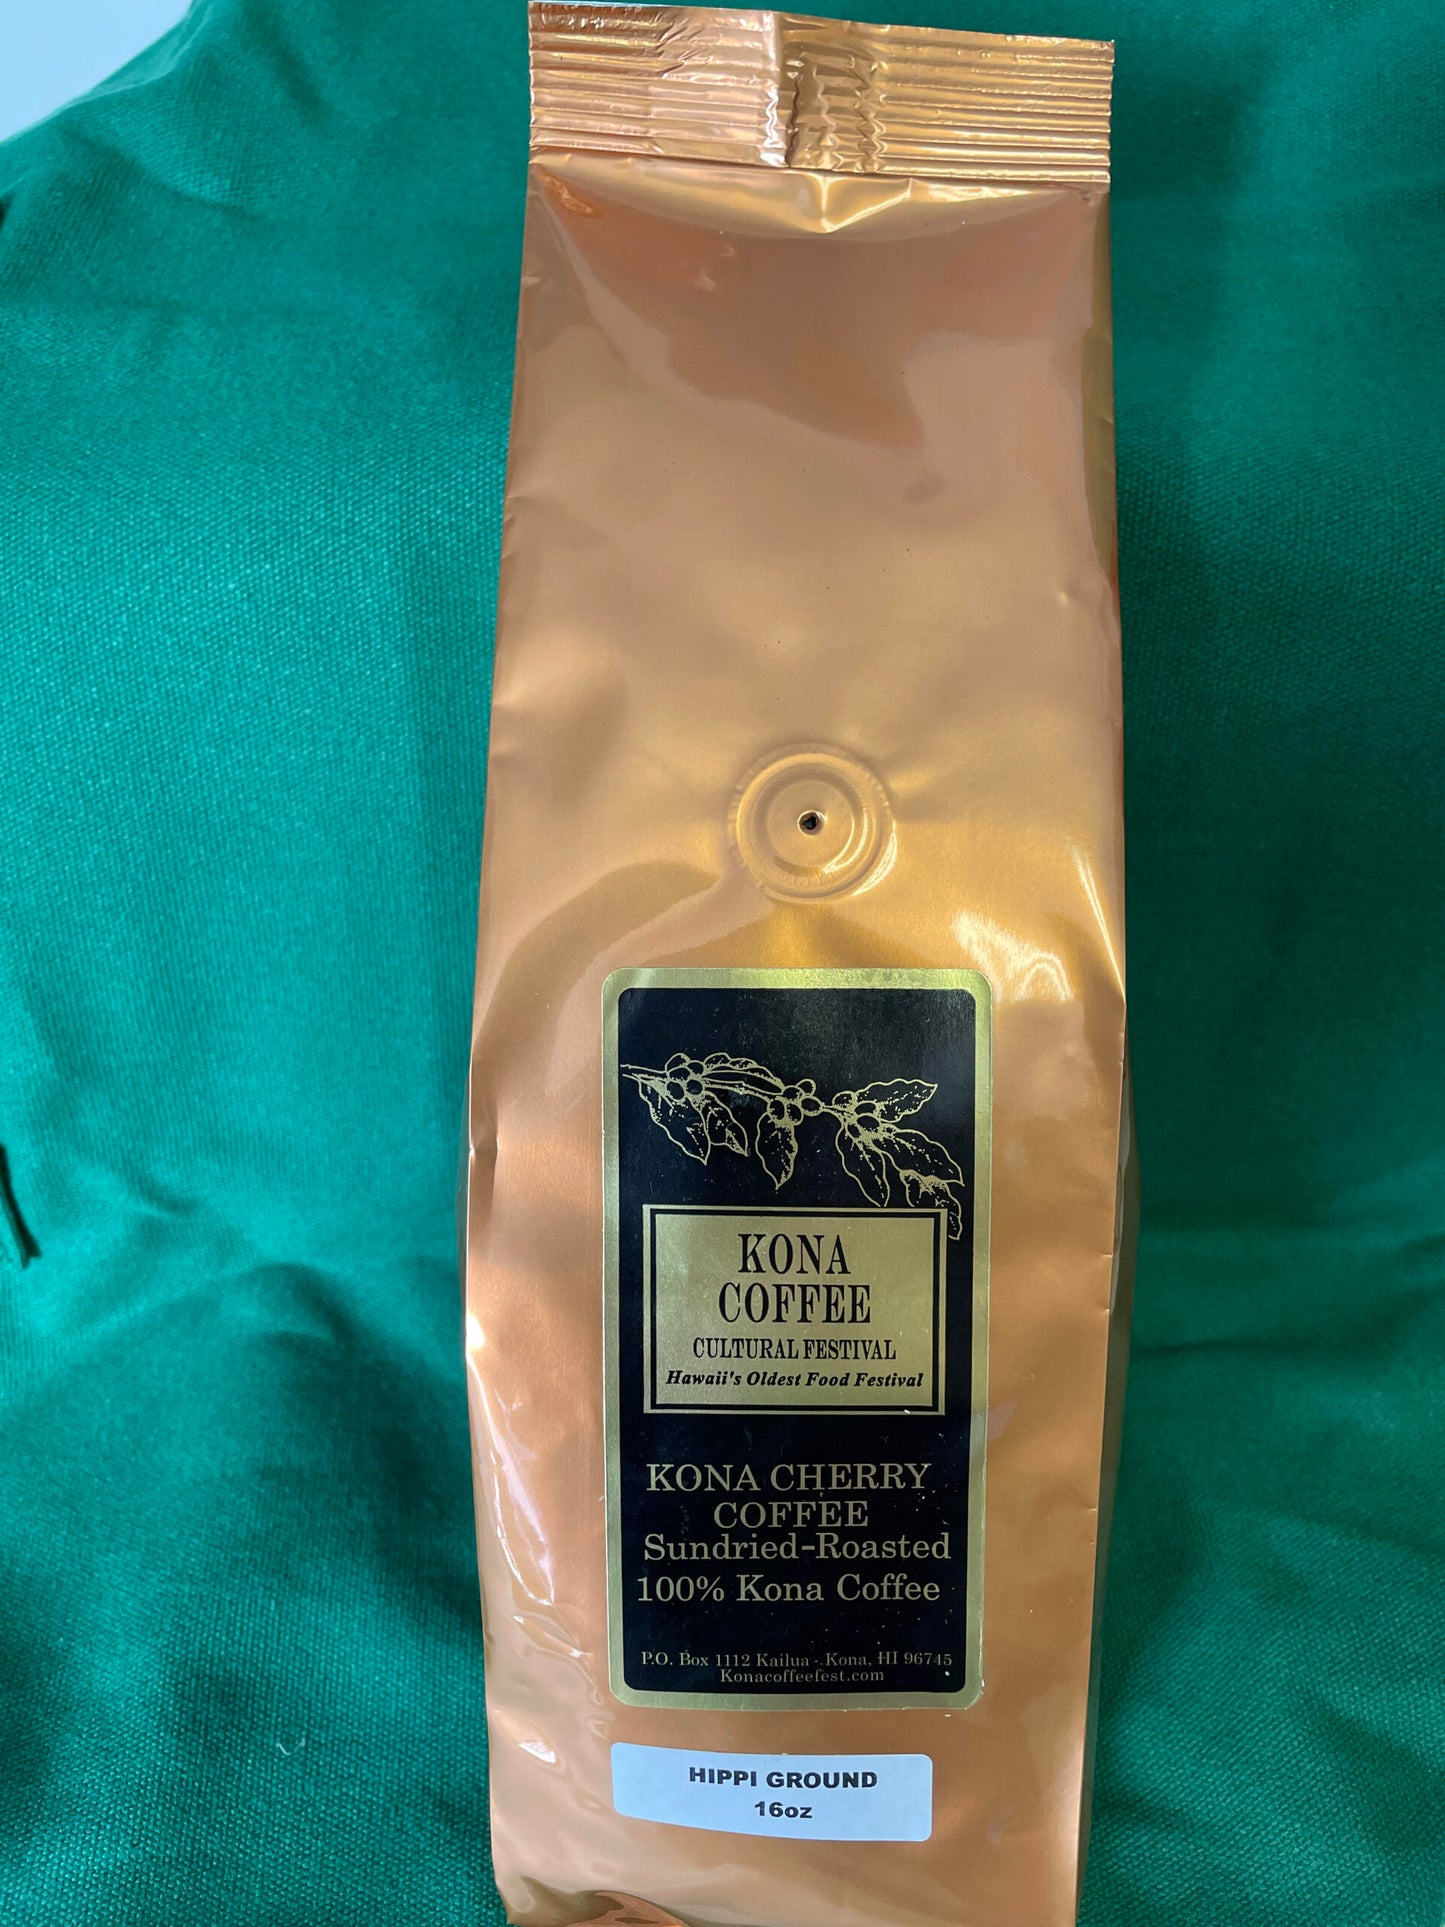 KONA
COFFEE
CULTURAL FESTIVAL
Hawaii's Oldest Food Festival
KONA CHERRY
COFFEE
Sundried-Roasted
100% Kona Coffee
P.O. Box 1112 Kailua - Kona, HI 96745
Konacoffeefest.com
HIPPI GROUND
16oz